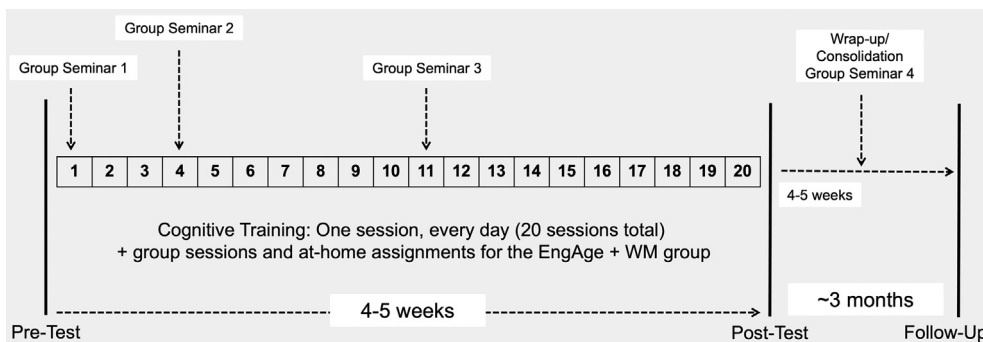 Group Seminar 2
Group Seminar 1
Group Seminar 3
Wrap-up/
Consolidation
Group Seminar 4
1 2 3 4 5 6 7 8 9 10 11 12 13 14 15 16 17 18 19 20
4-5 weeks
Cognitive Training: One session, every day (20 sessions total)
+ group sessions and at-home assignments for the EngAge + WM group
4-5 weeks
~3 months
Pre-Test
Post-Test
Follow-Up